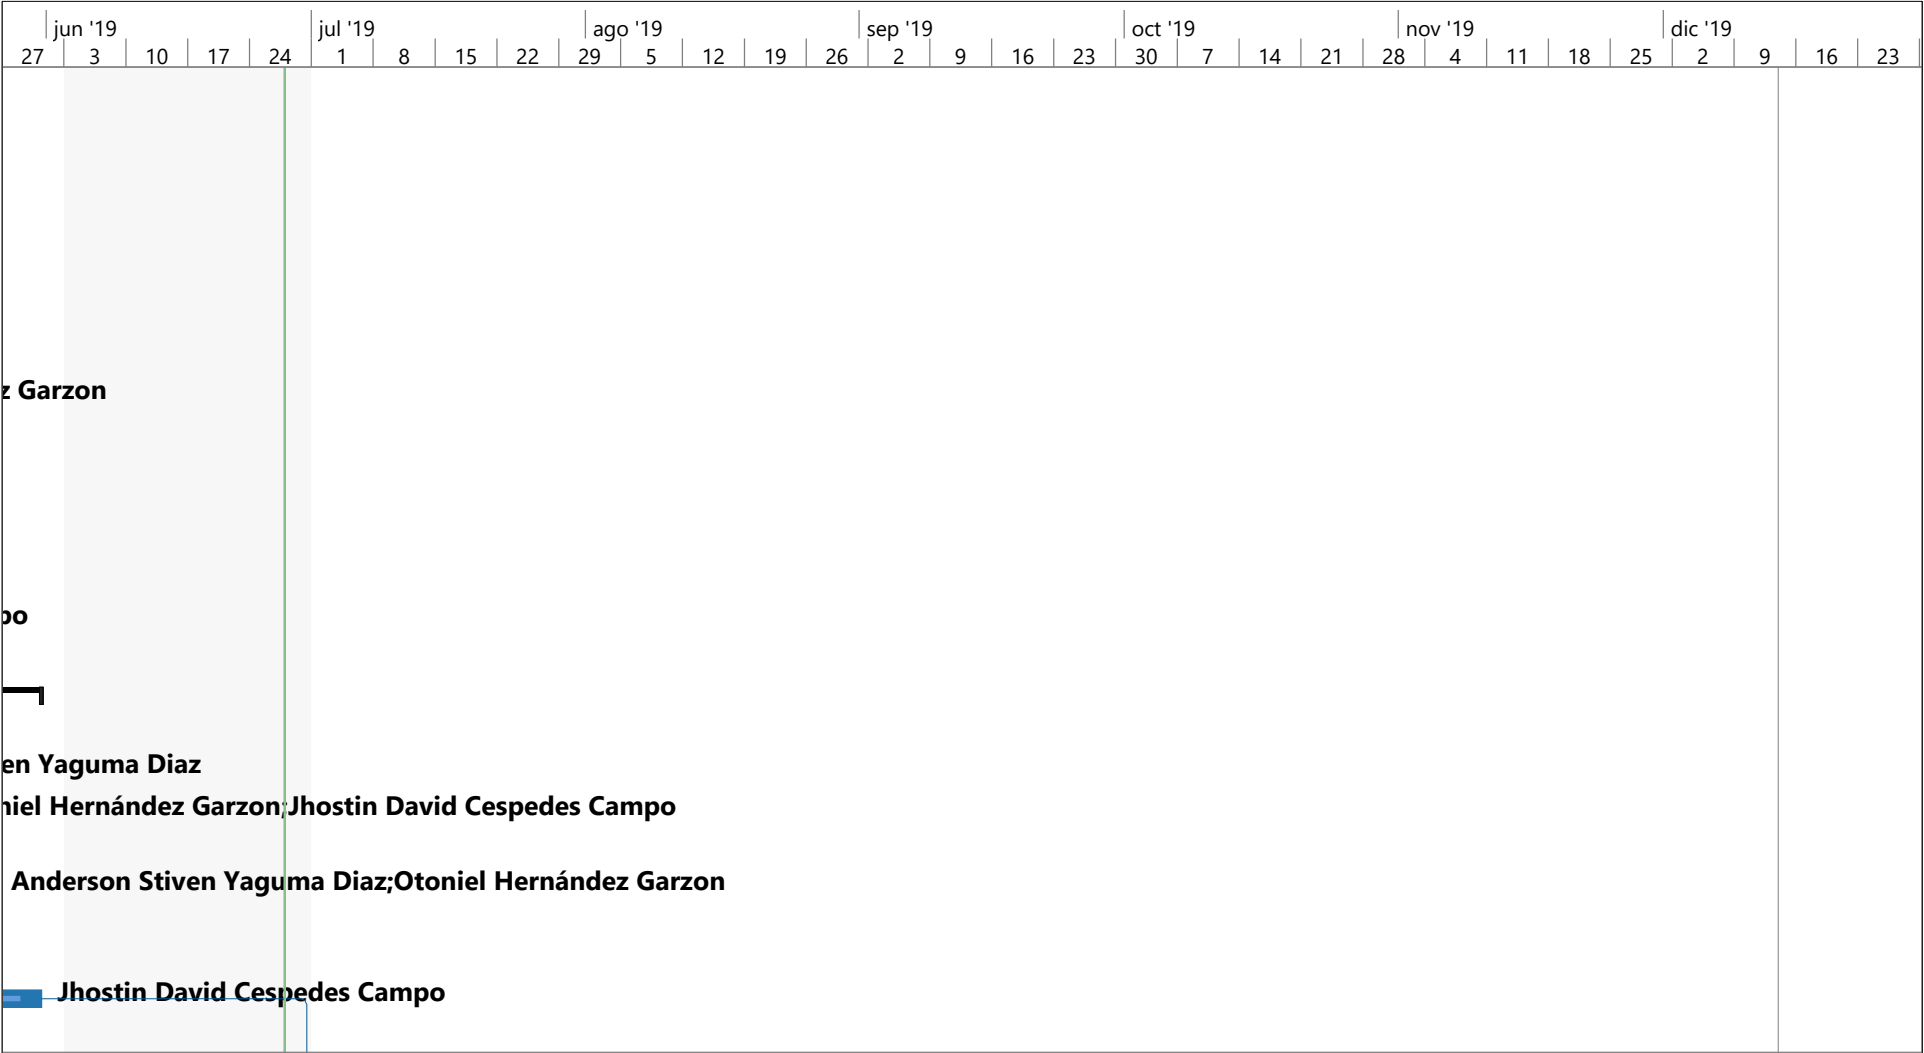 jun '19 jul '19 ago '19 sep '19 oct '19 nov '19 dic '19
27 3 10 17 24 1 8 15 22 29 5 12 19 26 2 9 16 23 30 7 14 21 28 4 11 18 25 2 9 16 23
z Garzon
po
en Yaguma Diaz
niel Hernández Garzon;Jhostin David Cespedes Campo
Anderson Stiven Yaguma Diaz;Otoniel Hernández Garzon
Jhostin David Cespedes Campo